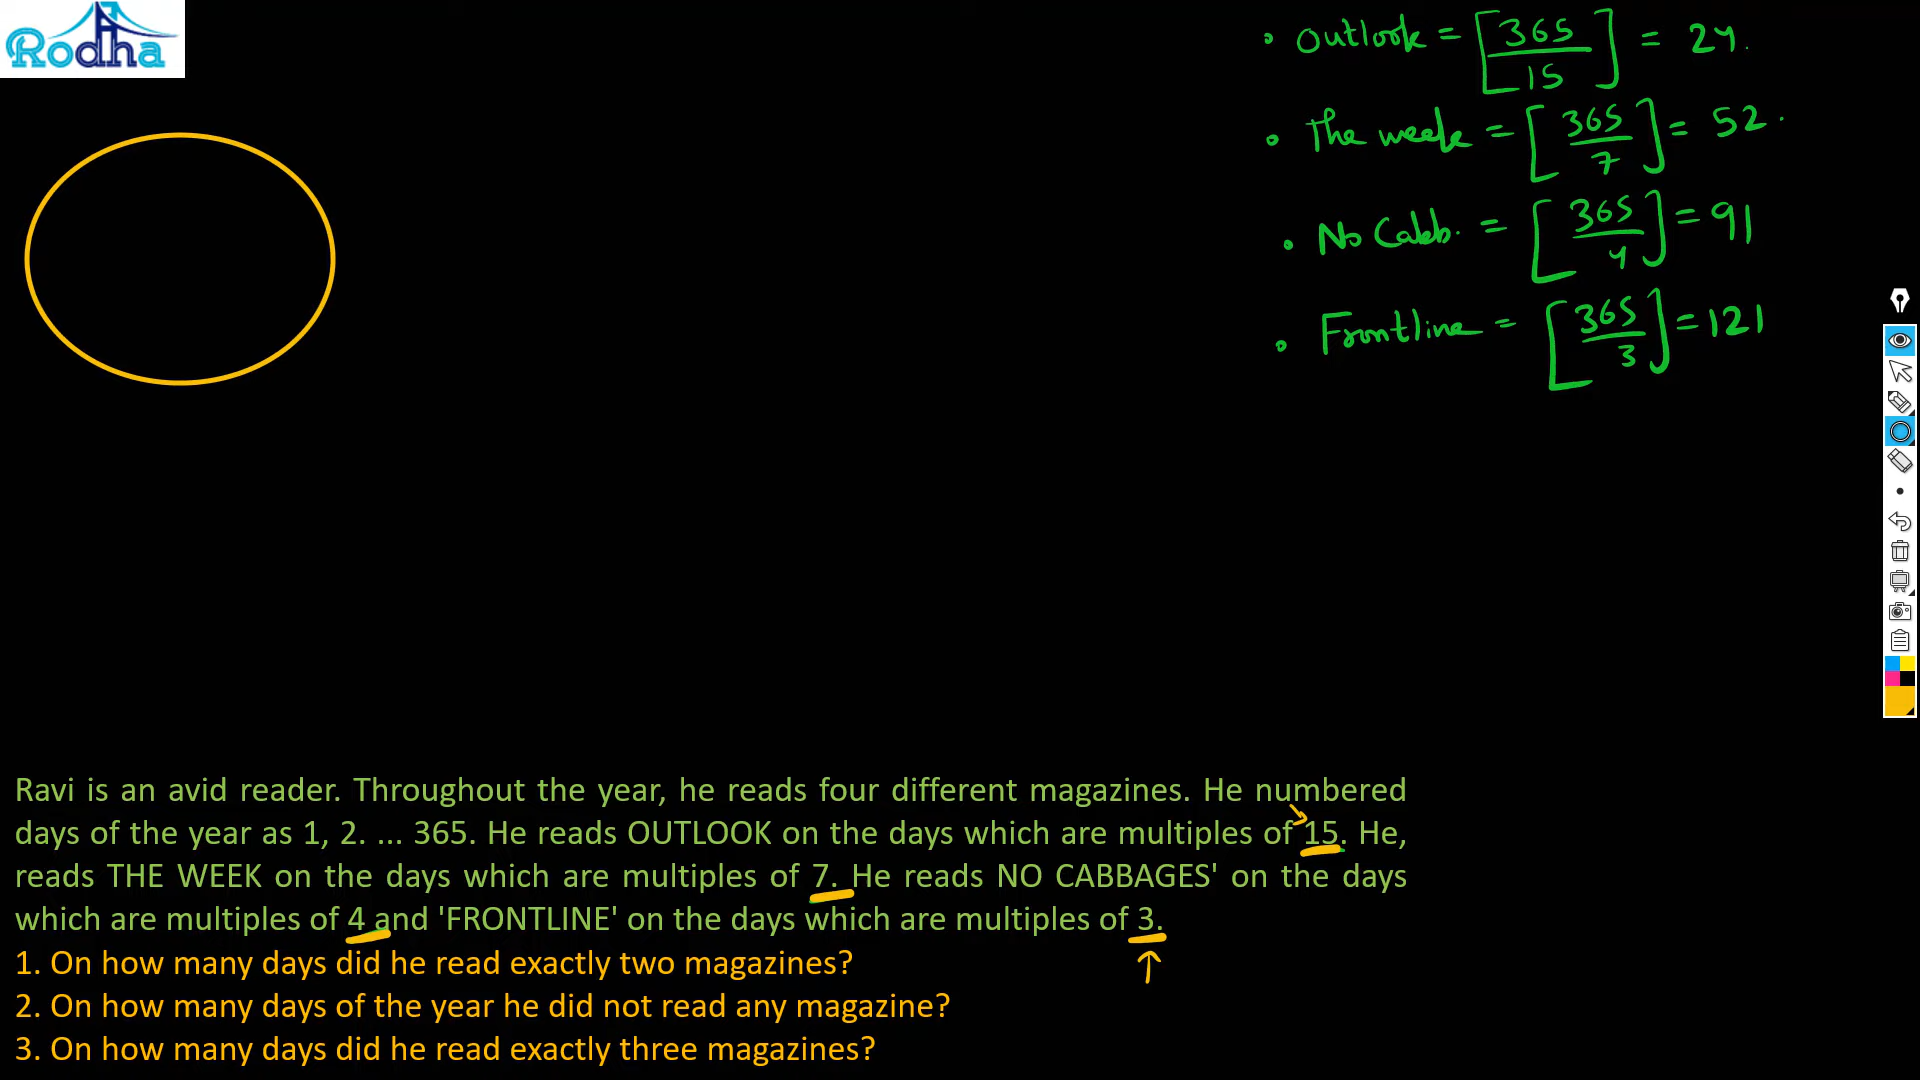 Rodha
• Outlook = [365/15] = 24.
• The week = [365/7] = 52.
• No Cabb. = [365/4] = 91
• Frontline = [365/3] = 121
Ravi is an avid reader. Throughout the year, he reads four different magazines. He numbered
days of the year as 1, 2. ... 365. He reads OUTLOOK on the days which are multiples of 15. He,
reads THE WEEK on the days which are multiples of 7. He reads NO CABBAGES' on the days
which are multiples of 4 and 'FRONTLINE' on the days which are multiples of 3.
1. On how many days did he read exactly two magazines?
2. On how many days of the year he did not read any magazine?
3. On how many days did he read exactly three magazines?